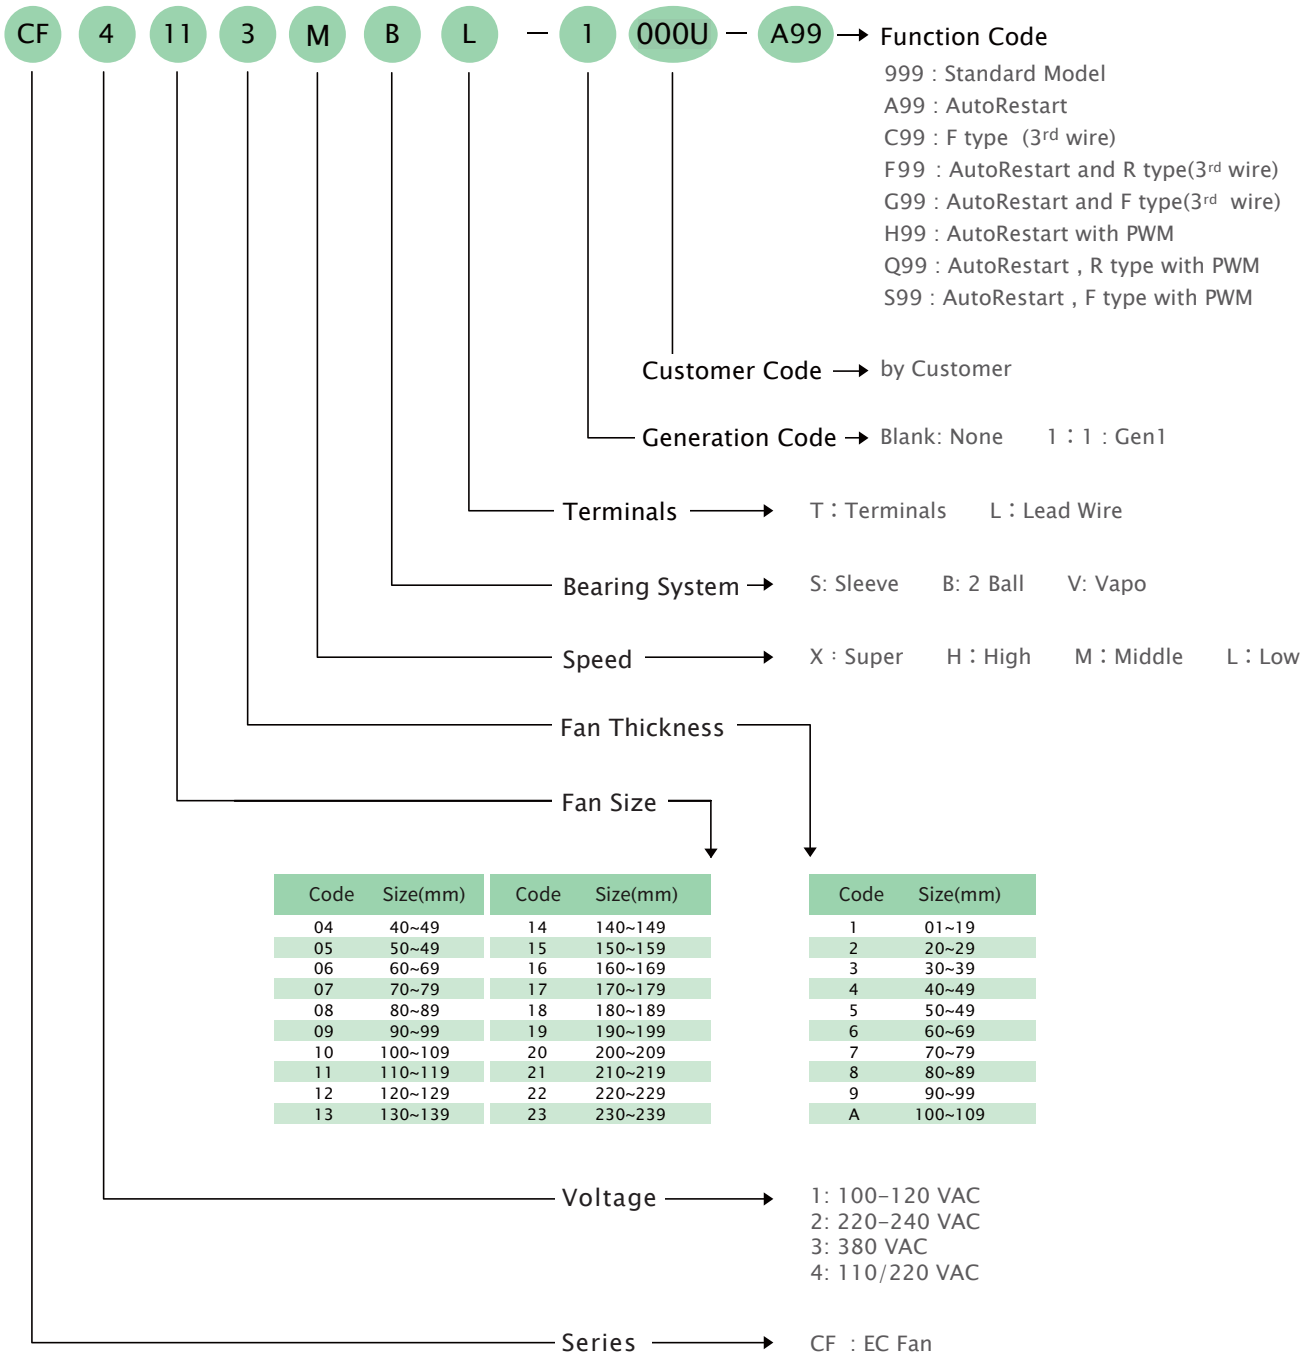 CF 4 11 3 M B L – 1 000U – A99 Function Code
999 : Standard Model
A99 : AutoRestart
C99 : F type (3rd wire)
F99 : AutoRestart and R type(3rd wire)
G99 : AutoRestart and F type(3rd wire)
H99 : AutoRestart with PWM
Q99 : AutoRestart , R type with PWM
S99 : AutoRestart , F type with PWM
Customer Code by Customer
Generation Code Blank: None 1：1 : Gen1
Terminals T：Terminals L：Lead Wire
Bearing System S: Sleeve B: 2 Ball V: Vapo
Speed X：Super H：High M：Middle L：Low
Fan Thickness
Fan Size
Code Size(mm) Code Size(mm) Code Size(mm)
04 40~49 14 140~149 1 01~19
05 50~49 15 150~159 2 20~29
06 60~69 16 160~169 3 30~39
07 70~79 17 170~179 4 40~49
08 80~89 18 180~189 5 50~49
09 90~99 19 190~199 6 60~69
10 100~109 20 200~209 7 70~79
11 110~119 21 210~219 8 80~89
12 120~129 22 220~229 9 90~99
13 130~139 23 230~239 A 100~109
Voltage 1: 100–120 VAC
2: 220–240 VAC
3: 380 VAC
4: 110/220 VAC
Series CF : EC Fan